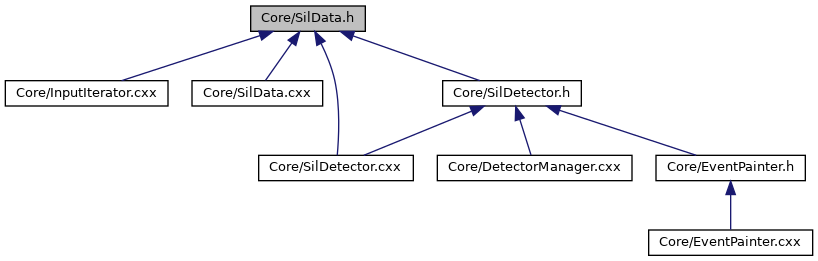 Core/SilData.h
Core/InputIterator.cxx
Core/SilData.cxx
Core/SilDetector.h
Core/SilDetector.cxx
Core/DetectorManager.cxx
Core/EventPainter.h
Core/EventPainter.cxx